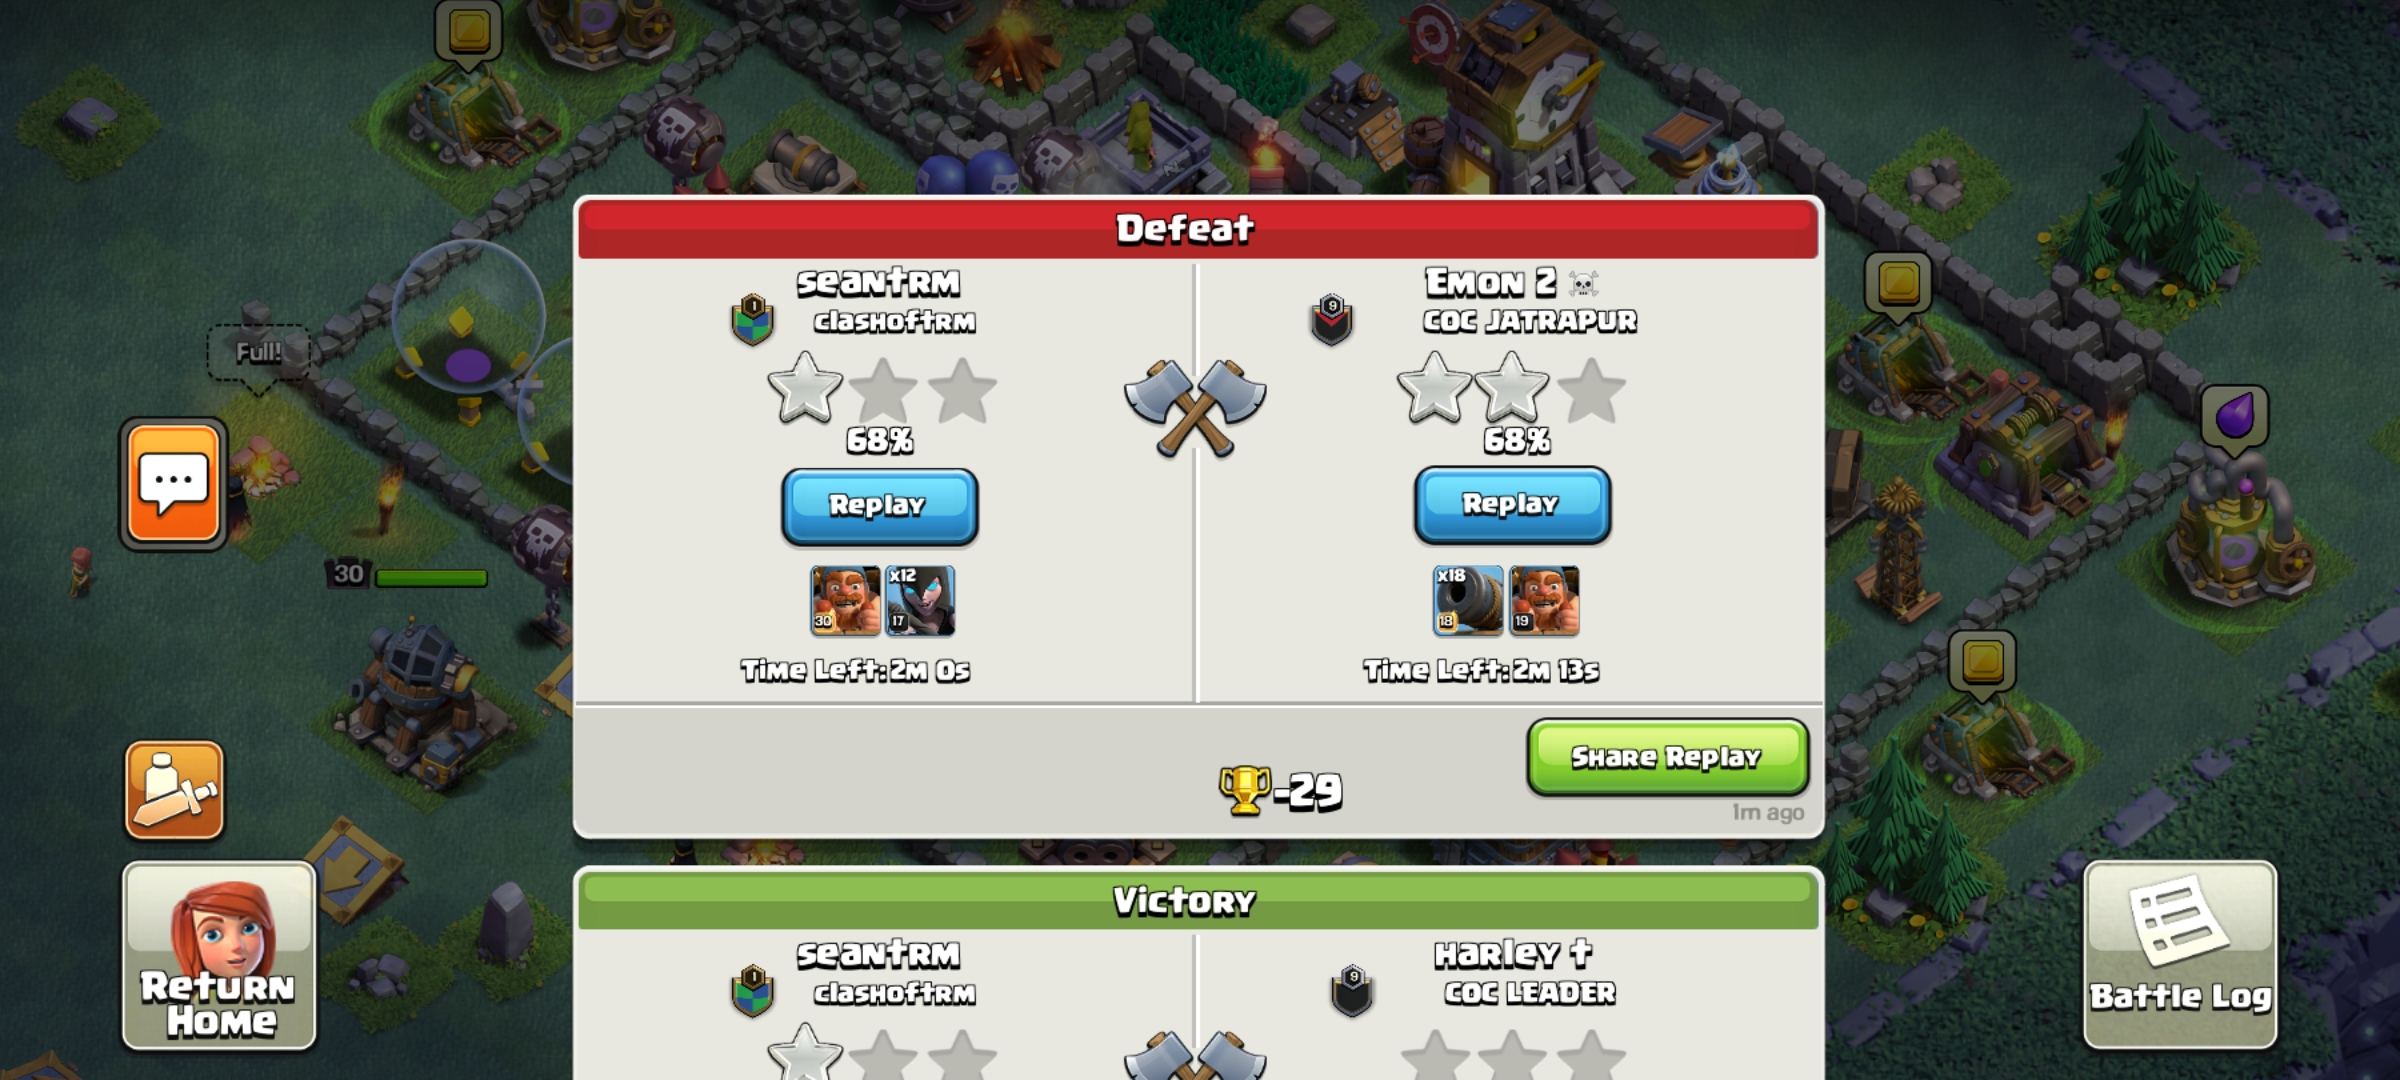 Full!
30
Defeat
seantRM
clashoftRM
1
68%
Replay
30
x12
17
Time Left: 2m 0s
Emon 2 ☠
COC JATRAPUR
9
68%
Replay
x18
18
19
Time Left: 2m 13s
-29
Share Replay
1m ago
Victory
seantRM
clashoftRM
1
Harley †
COC LEADER
9
Return
Home
Battle Log